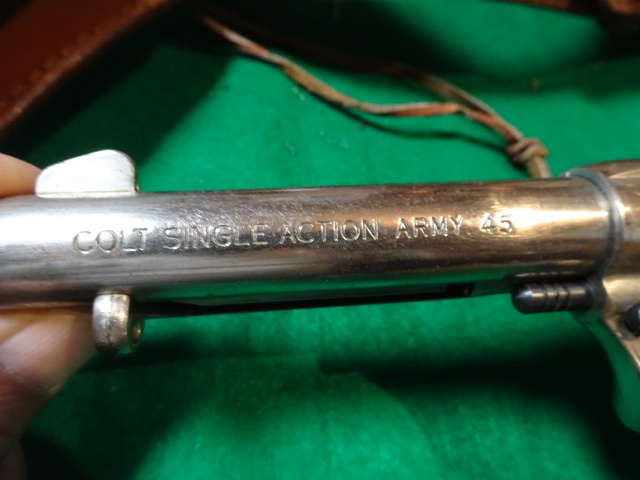 COLT SINGLE ACTION ARMY 45